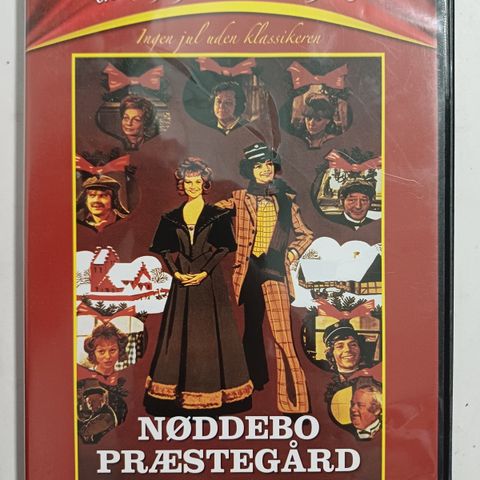 Ingen jul uden klassikeren
NØDDEBO
PRÆSTEGÅRD